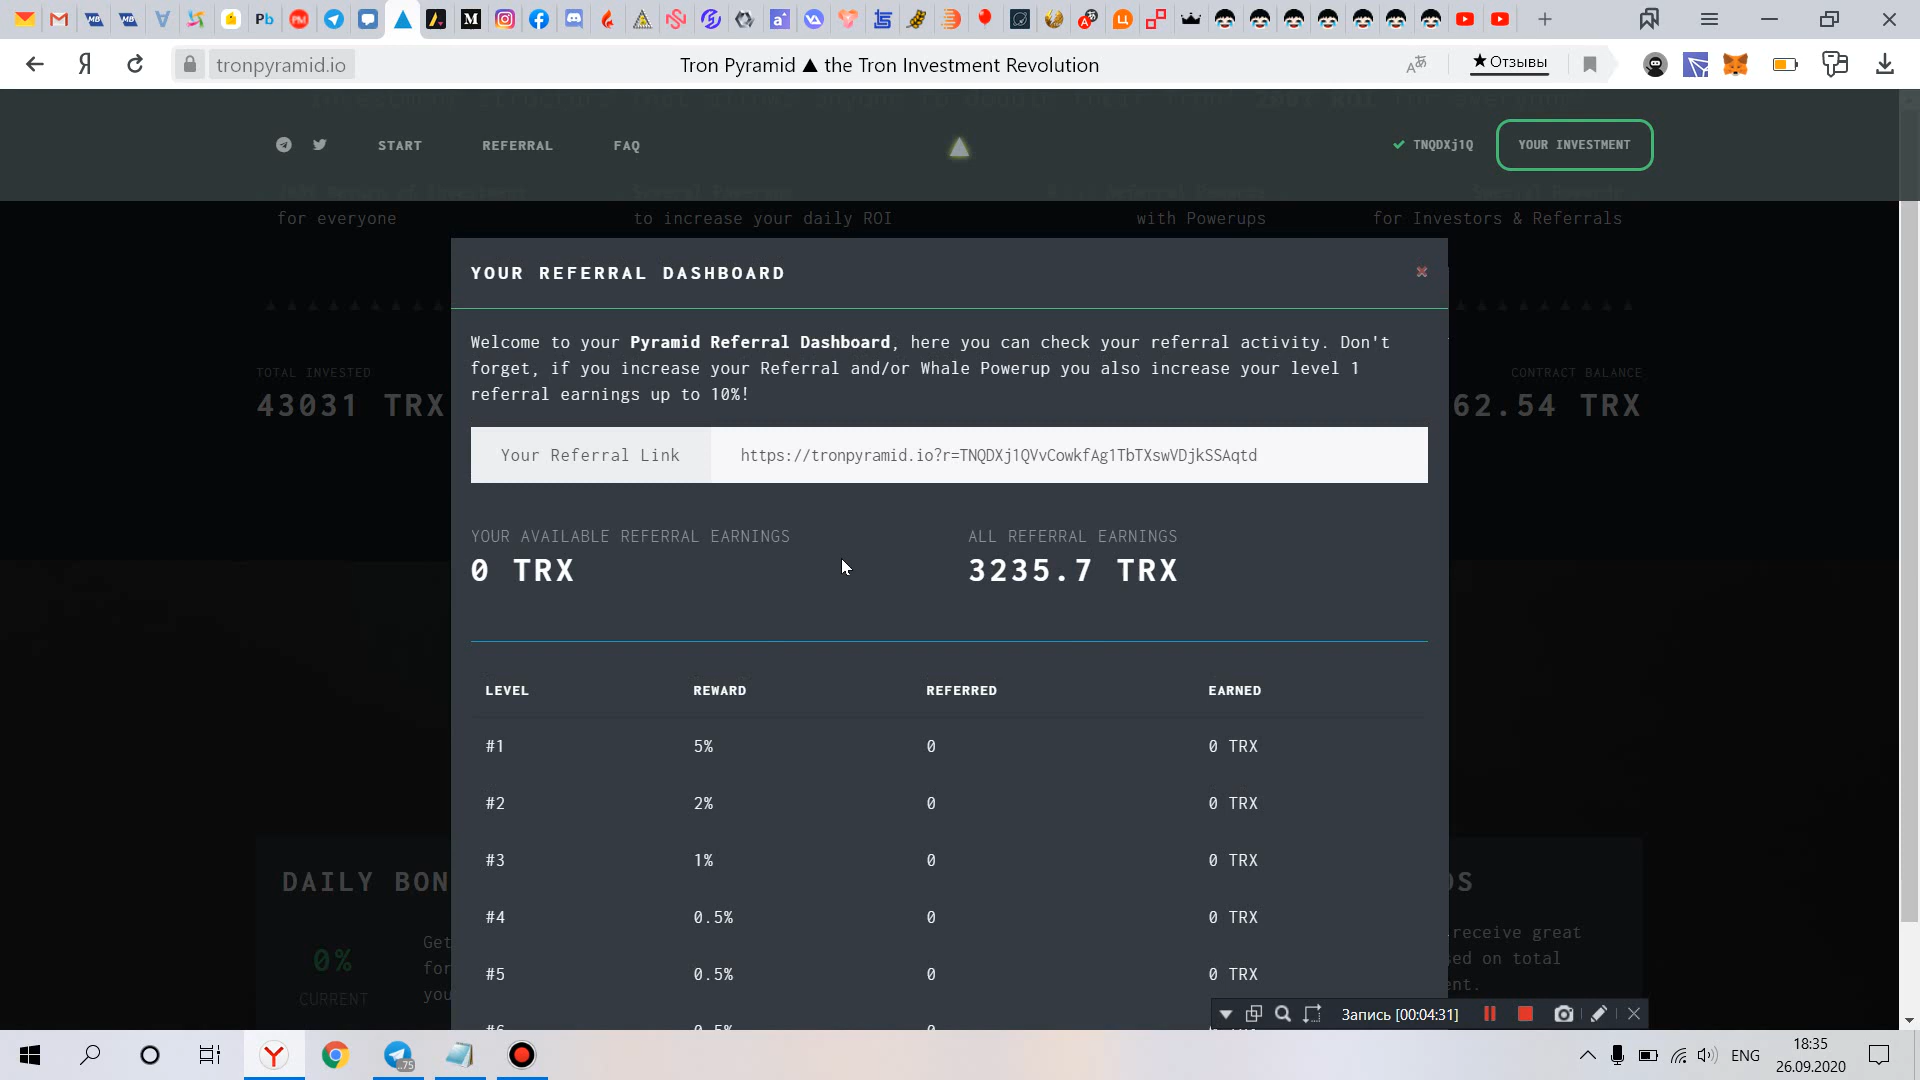 tronpyramid.io
Tron Pyramid ▲ the Tron Investment Revolution
★ Отзывы
START
REFERRAL
FAQ
✔ TNQDXj1Q
YOUR INVESTMENT
for everyone
to increase your daily ROI
with Powerups
for Investors & Referrals
YOUR REFERRAL DASHBOARD
Welcome to your Pyramid Referral Dashboard, here you can check your referral activity. Don't
forget, if you increase your Referral and/or Whale Powerup you also increase your level 1
referral earnings up to 10%!
TOTAL INVESTED
43031 TRX
CONTRACT BALANCE
62.54 TRX
Your Referral Link
https://tronpyramid.io?r=TNQDXj1QVvCowkfAg1TbTXswVDjkSSAqtd
YOUR AVAILABLE REFERRAL EARNINGS
0 TRX
ALL REFERRAL EARNINGS
3235.7 TRX
LEVEL REWARD REFERRED EARNED
#1 5% 0 0 TRX
#2 2% 0 0 TRX
#3 1% 0 0 TRX
#4 0.5% 0 0 TRX
#5 0.5% 0 0 TRX
DAILY BON
0%
CURRENT
Get
for
you
receive great
sed on total
Запись [00:04:31]
75
ENG
18:35
26.09.2020